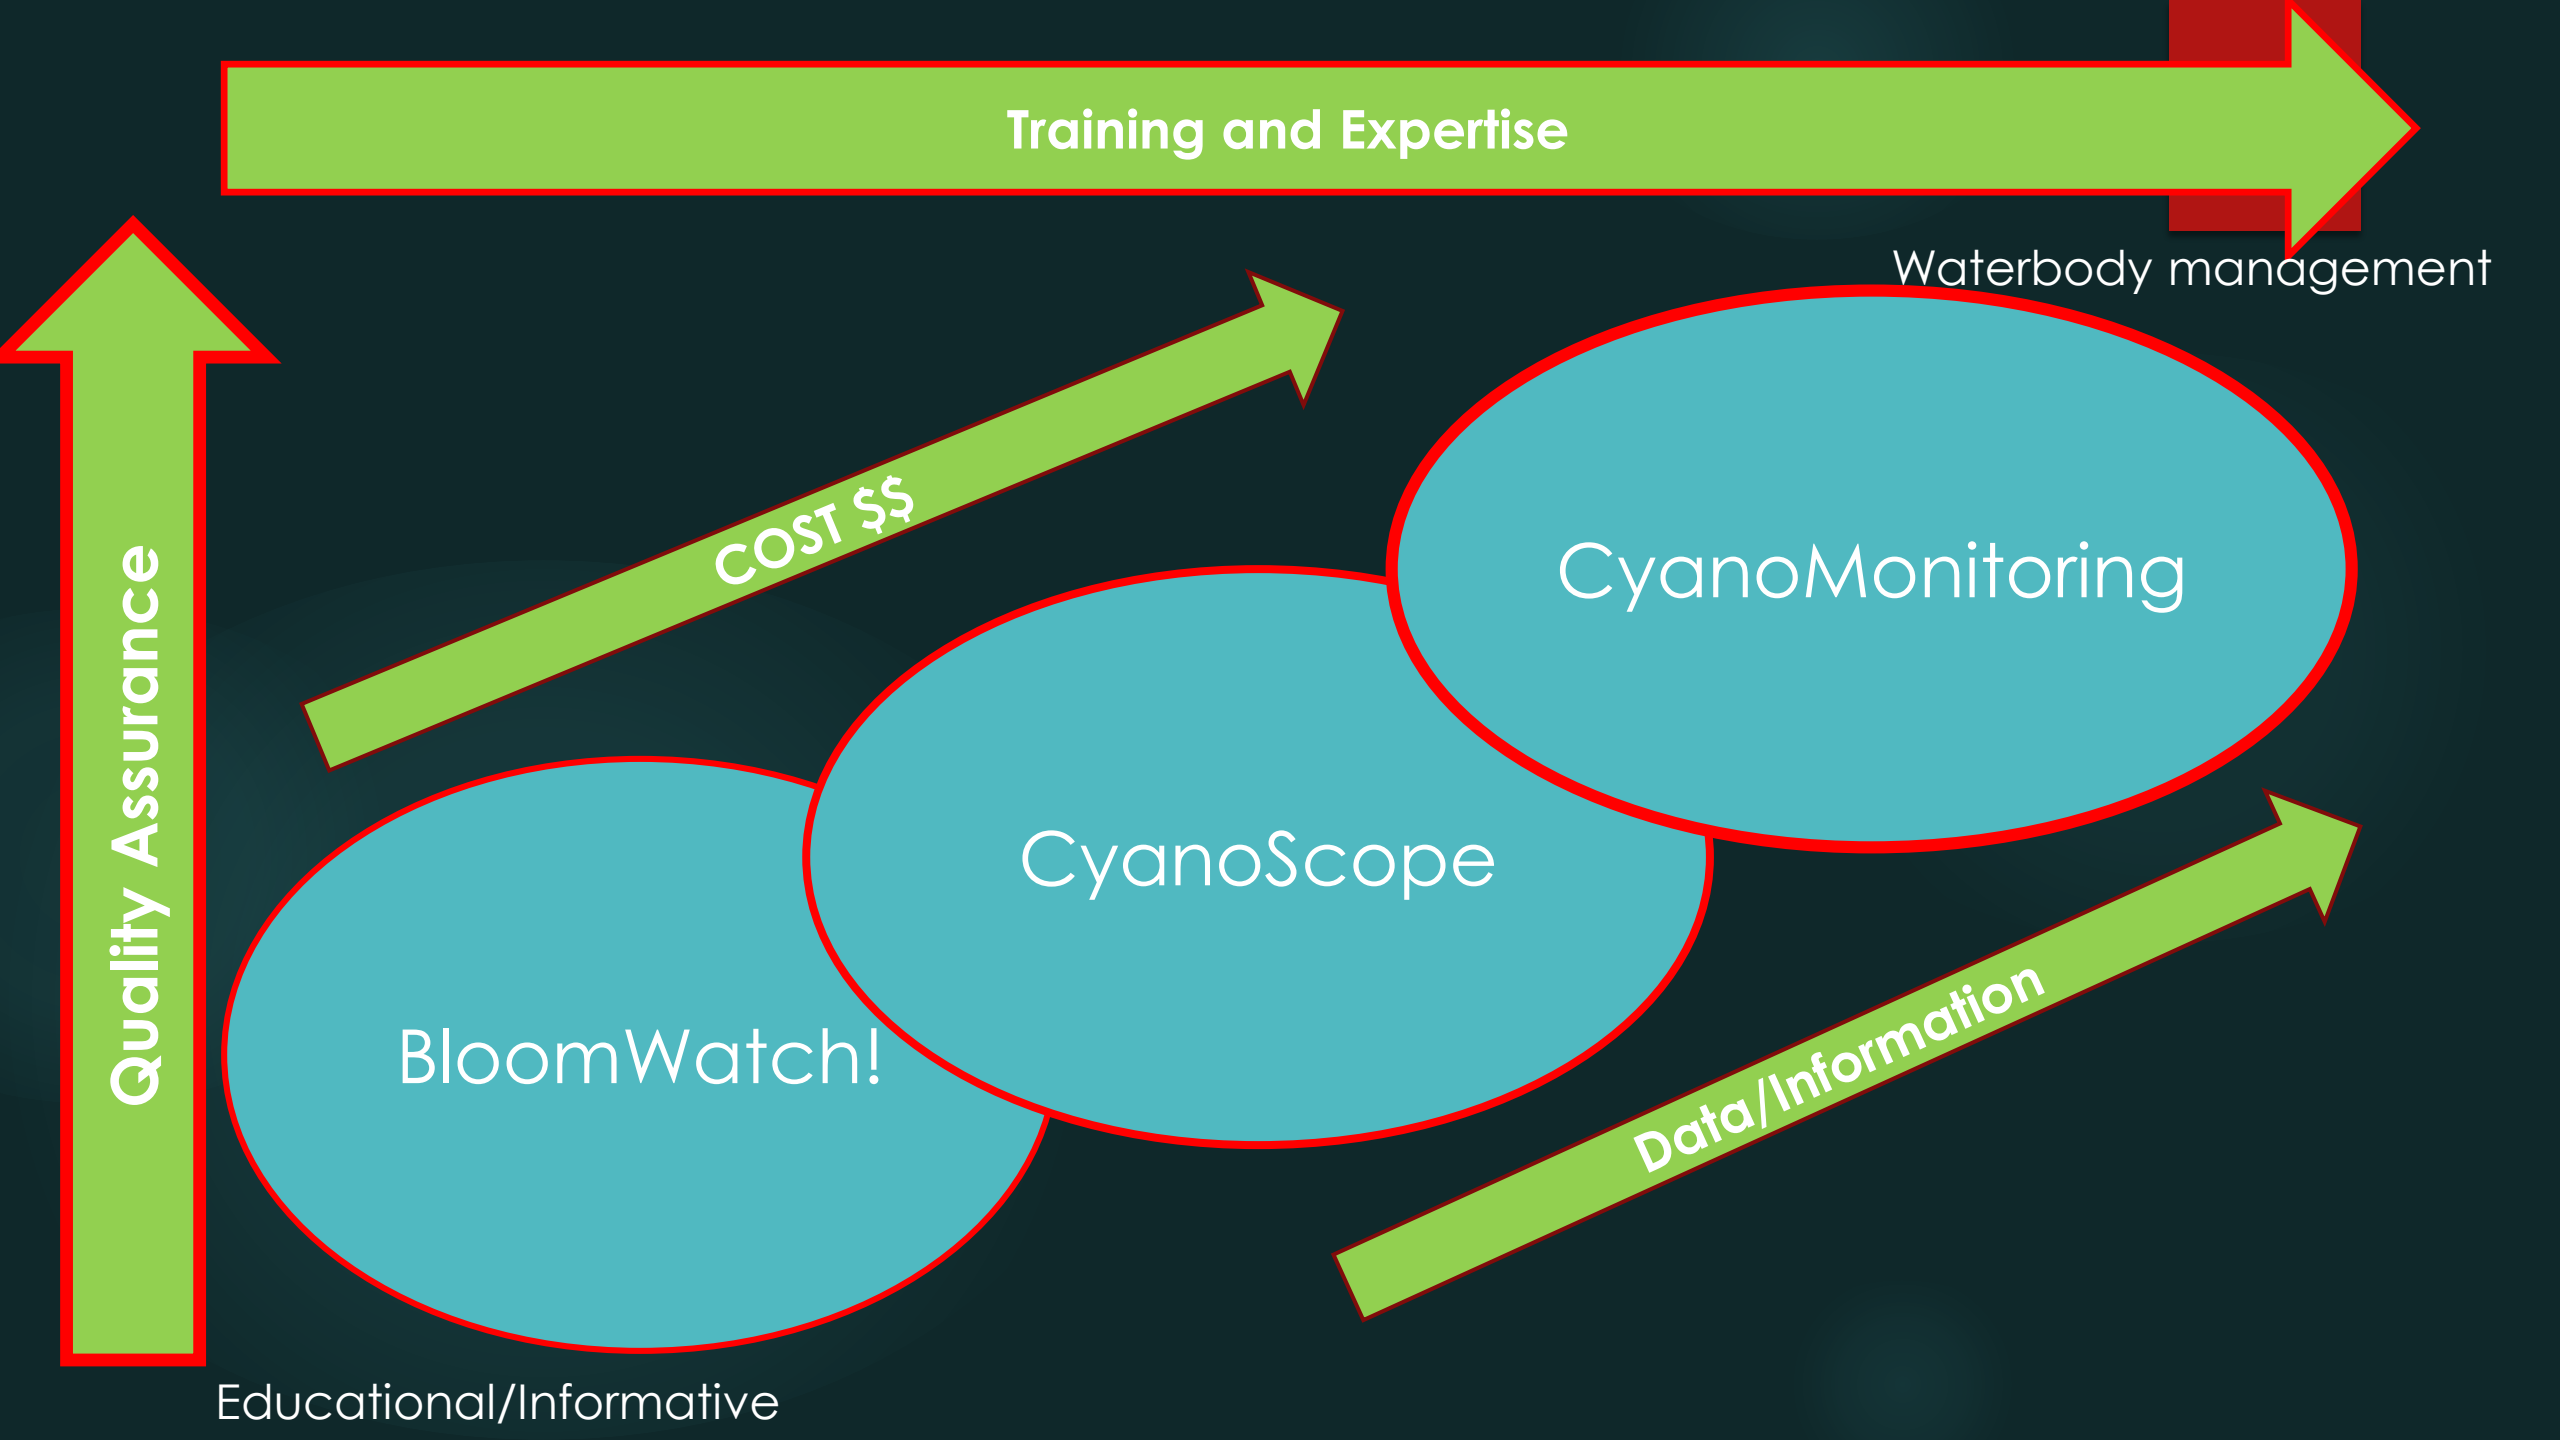 Training and Expertise
Waterbody management
COST $$
CyanoMonitoring
Quality Assurance
CyanoScope
BloomWatch!
Data/Information
Educational/Informative